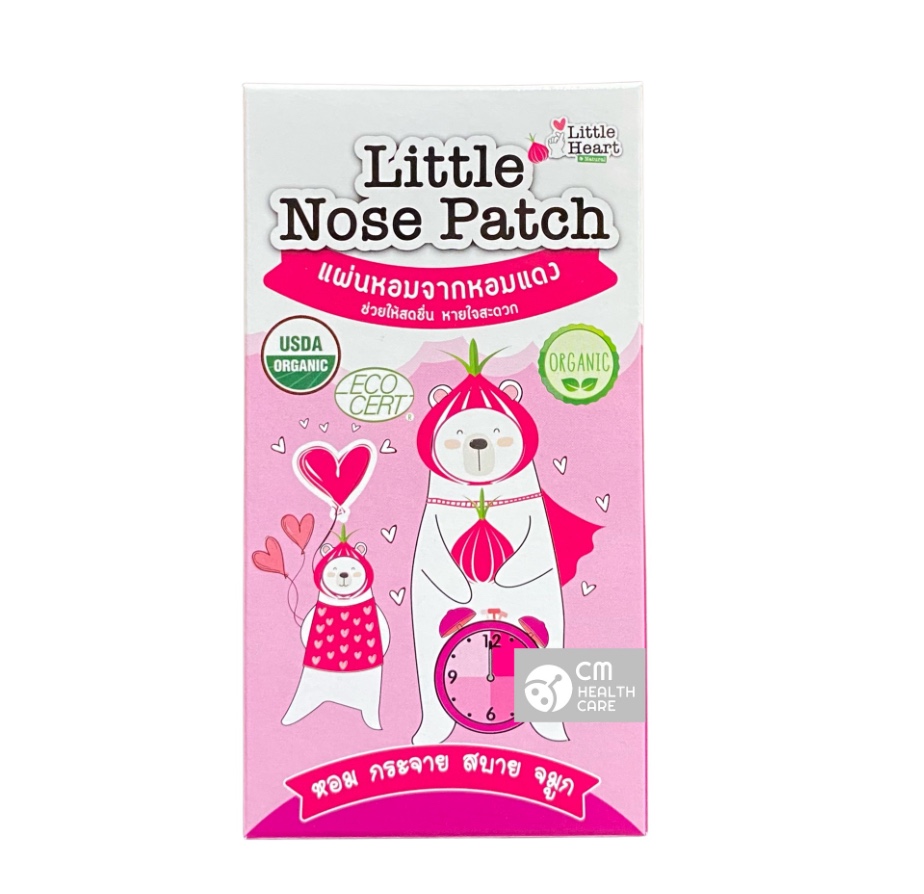 Little
Heart
Natural
Little
Nose Patch
แผ่นหอมจากหอมแดง
ช่วยให้สดชื่น หายใจสะดวก
USDA
ORGANIC
ECO
CERT
®
ORGANIC
12
9
6
CM
HEALTH
CARE
หอม กระจาย สบาย จมูก